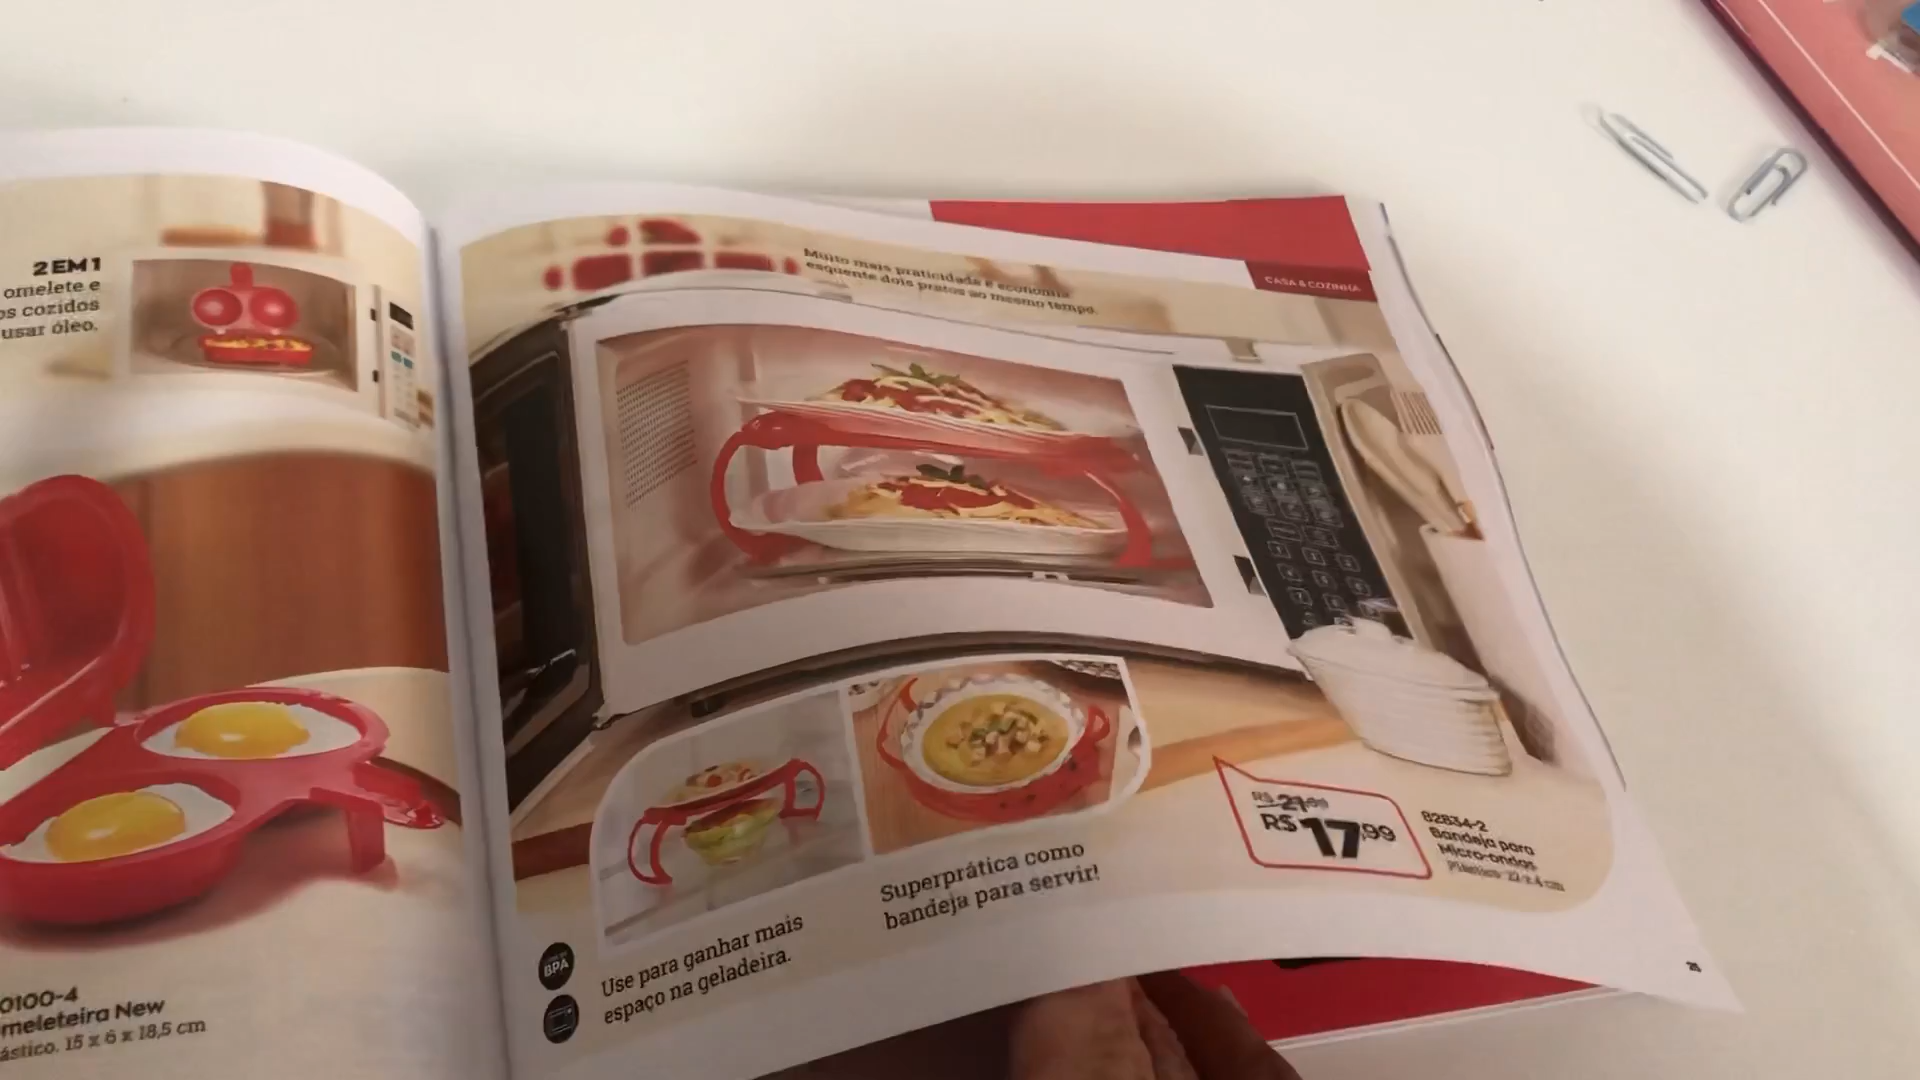 2 EM 1
omelete e
os cozidos
usar óleo.
0100-4
meleteira New
ástico. 15 x 6 x 18,5 cm
Muito mais praticidade e economia
esquente dois pratos ao mesmo tempo.
CASA & COZINHA
Superprática como
bandeja para servir!
Use para ganhar mais
espaço na geladeira.
BPA
R$ 21,99
R$ 17,99
82834-2
Bandeja para
Micro-ondas
Plástico